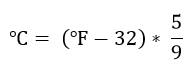 ℃ = (℉ − 32) * 5/9